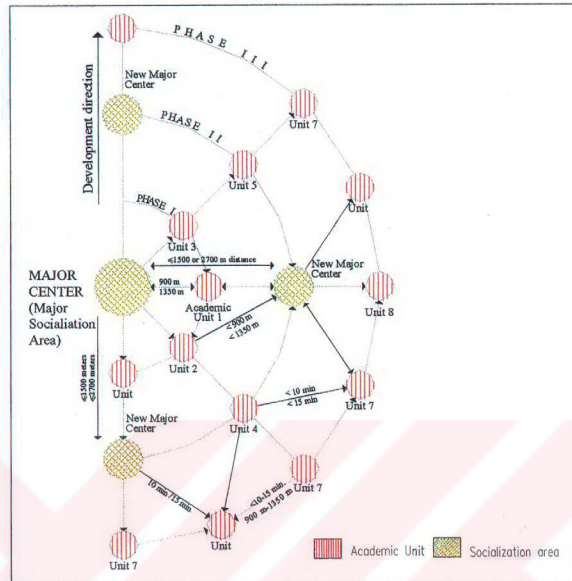 PHASE III
New Major
Center
Unit 7
PHASE II
Development direction
Unit 5
Unit
PHASE I
Unit 3
≤1500 or 2700 m distance
New Major
Center
MAJOR
CENTER
(Major
Socialiation
Area)
900 m
1350 m
Academic
Unit 1
Unit 8
<900 m
<1350 m
Unit 2
≤1500 meters
≤2700 meters
Unit
New Major
Center
Unit 4
<10 min
<15 min
Unit 7
10 min/15 min
<10-15 min.
900 m-1350 m
Unit 7
Unit
Unit 7
Academic Unit
Socialization area